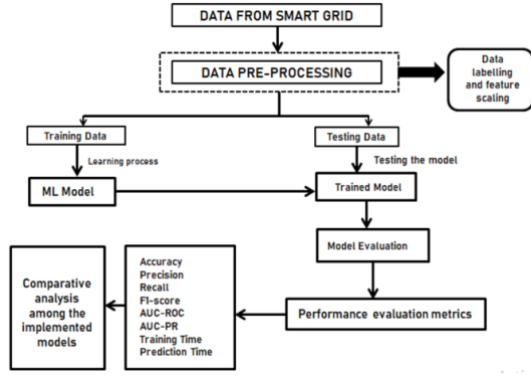 DATA FROM SMART GRID
DATA PRE-PROCESSING
Data
labelling
and feature
scaling
Training Data
Testing Data
Learning process
Testing the model
ML Model
Trained Model
Model Evaluation
Comparative
analysis
among the
implemented
models
Accuracy
Precision
Recall
F1-score
AUC-ROC
AUC-PR
Training Time
Prediction Time
Performance evaluation metrics